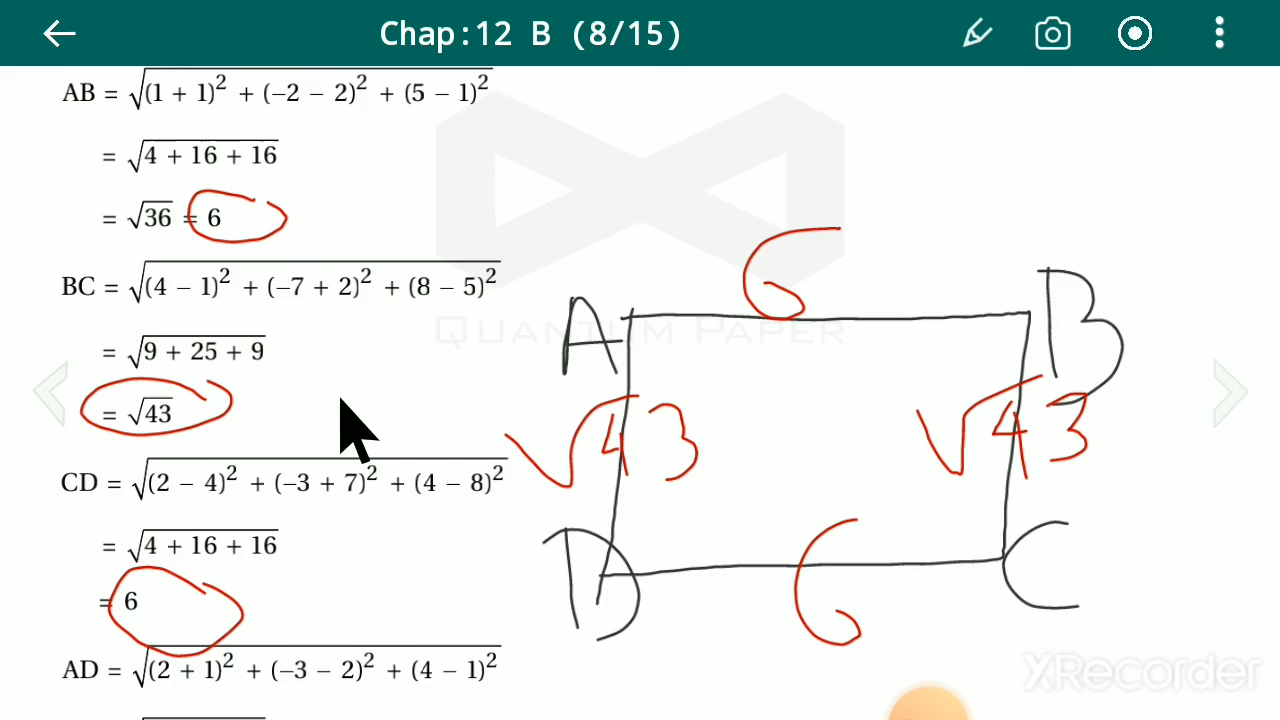 Chap:12 B (8/15)
AB = √(1 + 1)² + (−2 − 2)² + (5 − 1)²
= √4 + 16 + 16
= √36 = 6
BC = √(4 − 1)² + (−7 + 2)² + (8 − 5)²
= √9 + 25 + 9
= √43
CD = √(2 − 4)² + (−3 + 7)² + (4 − 8)²
= √4 + 16 + 16
= 6
AD = √(2 + 1)² + (−3 − 2)² + (4 − 1)²
6
A B
QUANTUM PAPER
√43 √43
D C
6
XRecorder